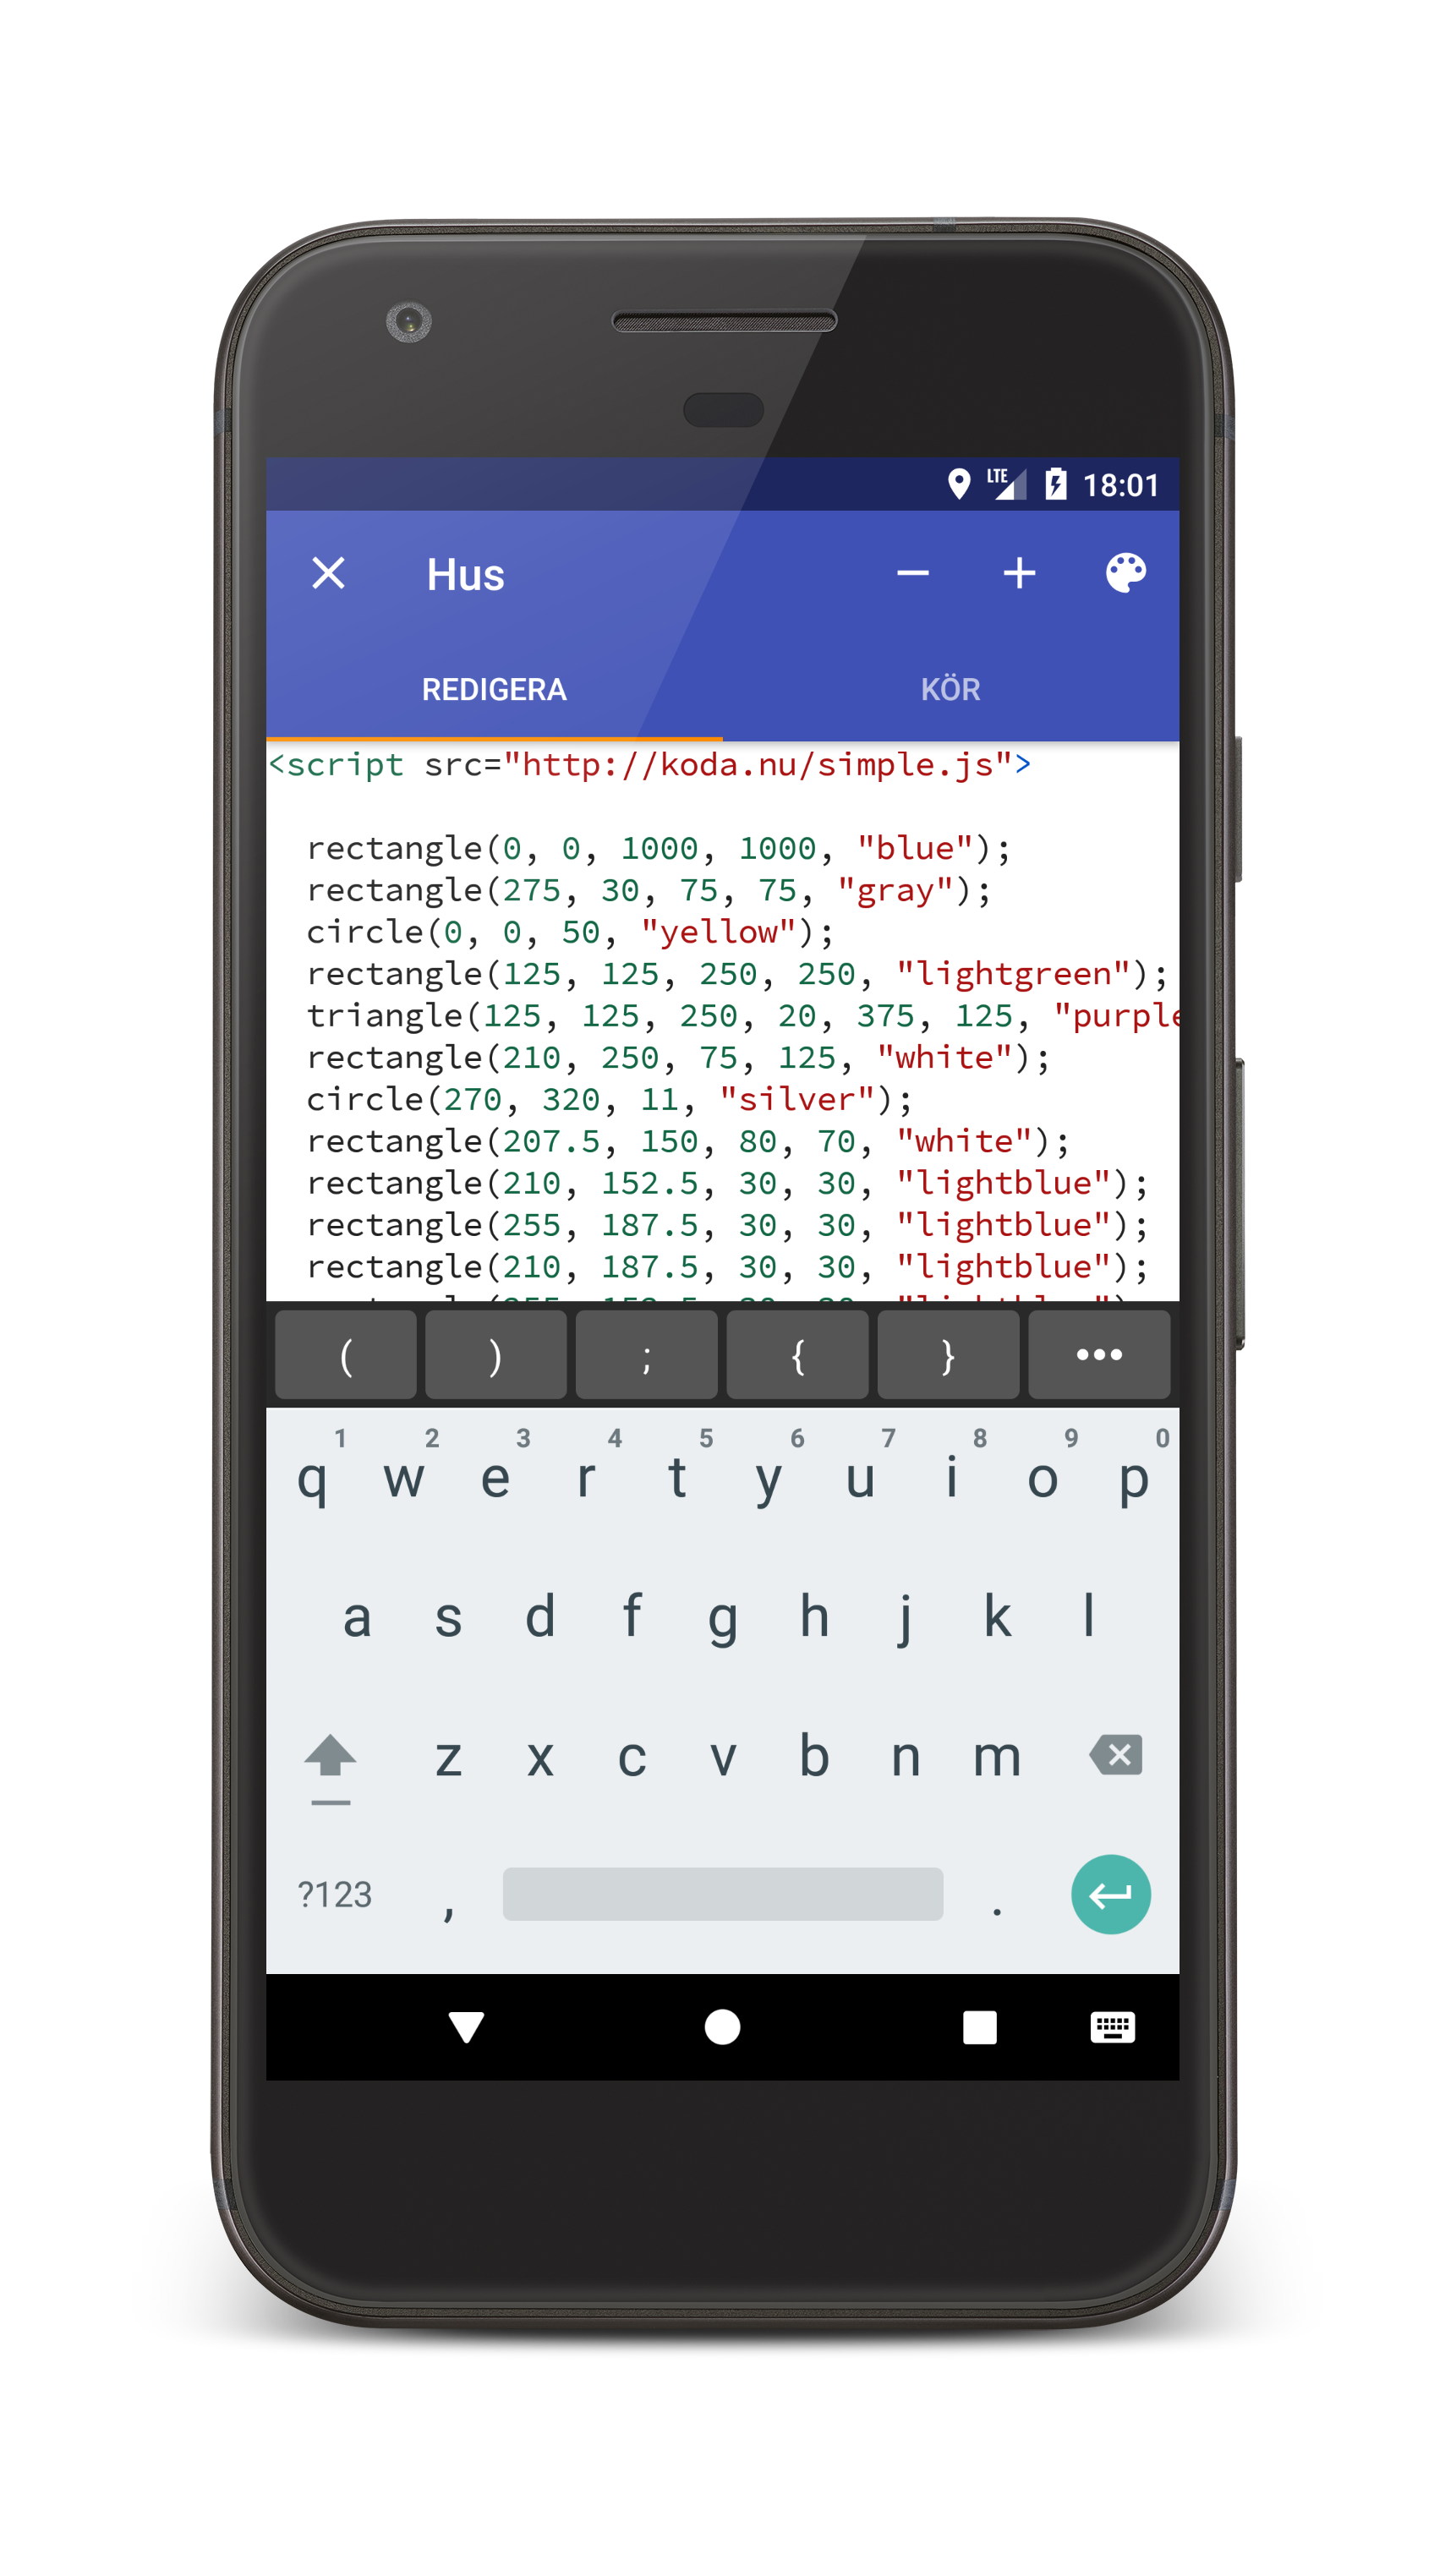 LTE 18:01
Hus
REDIGERA KÖR
<script src="http://koda.nu/simple.js">
rectangle(0, 0, 1000, 1000, "blue");
rectangle(275, 30, 75, 75, "gray");
circle(0, 0, 50, "yellow");
rectangle(125, 125, 250, 250, "lightgreen");
triangle(125, 125, 250, 20, 375, 125, "purple
rectangle(210, 250, 75, 125, "white");
circle(270, 320, 11, "silver");
rectangle(207.5, 150, 80, 70, "white");
rectangle(210, 152.5, 30, 30, "lightblue");
rectangle(255, 187.5, 30, 30, "lightblue");
rectangle(210, 187.5, 30, 30, "lightblue");
( ) ; { } •••
1 2 3 4 5 6 7 8 9 0
q w e r t y u i o p
a s d f g h j k l
z x c v b n m
?123 , .